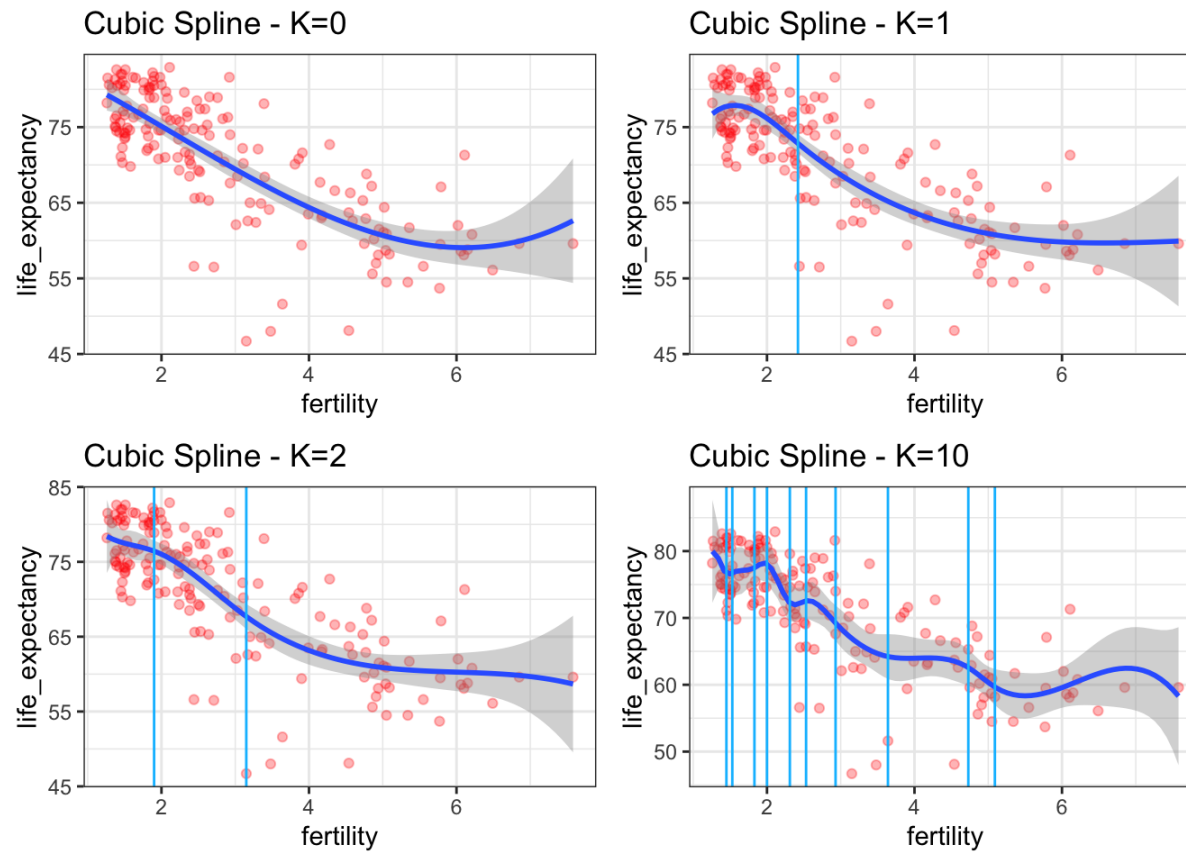 Cubic Spline - K=0
75
65
55
45
life_expectancy
2
4
6
fertility
Cubic Spline - K=1
75
65
55
45
life_expectancy
2
4
6
fertility
Cubic Spline - K=2
85
75
65
55
45
life_expectancy
2
4
6
fertility
Cubic Spline - K=10
80
70
60
50
life_expectancy
2
4
6
fertility